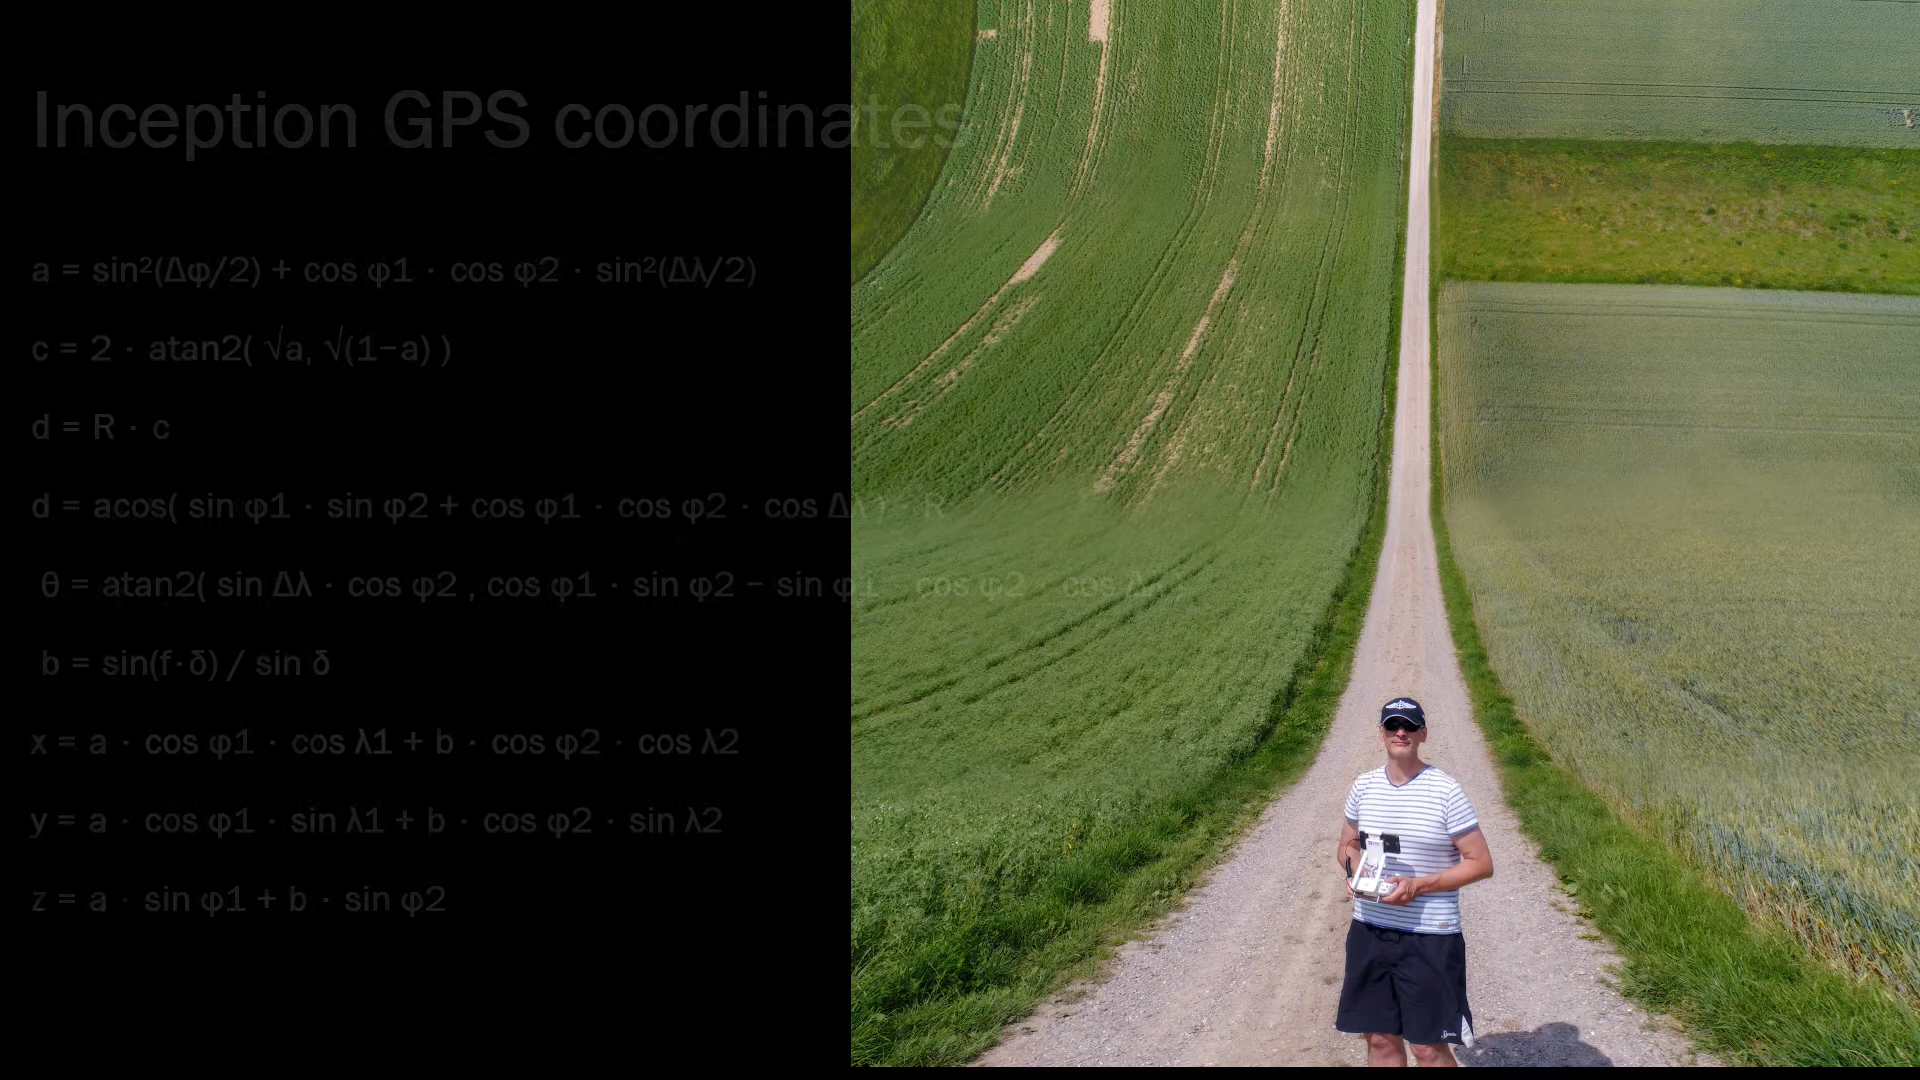 Inception GPS coordinates
a = sin²(Δφ/2) + cos φ1 · cos φ2 · sin²(Δλ/2)
c = 2 · atan2( √a, √(1−a) )
d = R · c
d = acos( sin φ1 · sin φ2 + cos φ1 · cos φ2 · cos Δλ ) · R
θ = atan2( sin Δλ · cos φ2 , cos φ1 · sin φ2 − sin φ1 · cos φ2 · cos Δλ )
b = sin(f·δ) / sin δ
x = a · cos φ1 · cos λ1 + b · cos φ2 · cos λ2
y = a · cos φ1 · sin λ1 + b · cos φ2 · sin λ2
z = a · sin φ1 + b · sin φ2